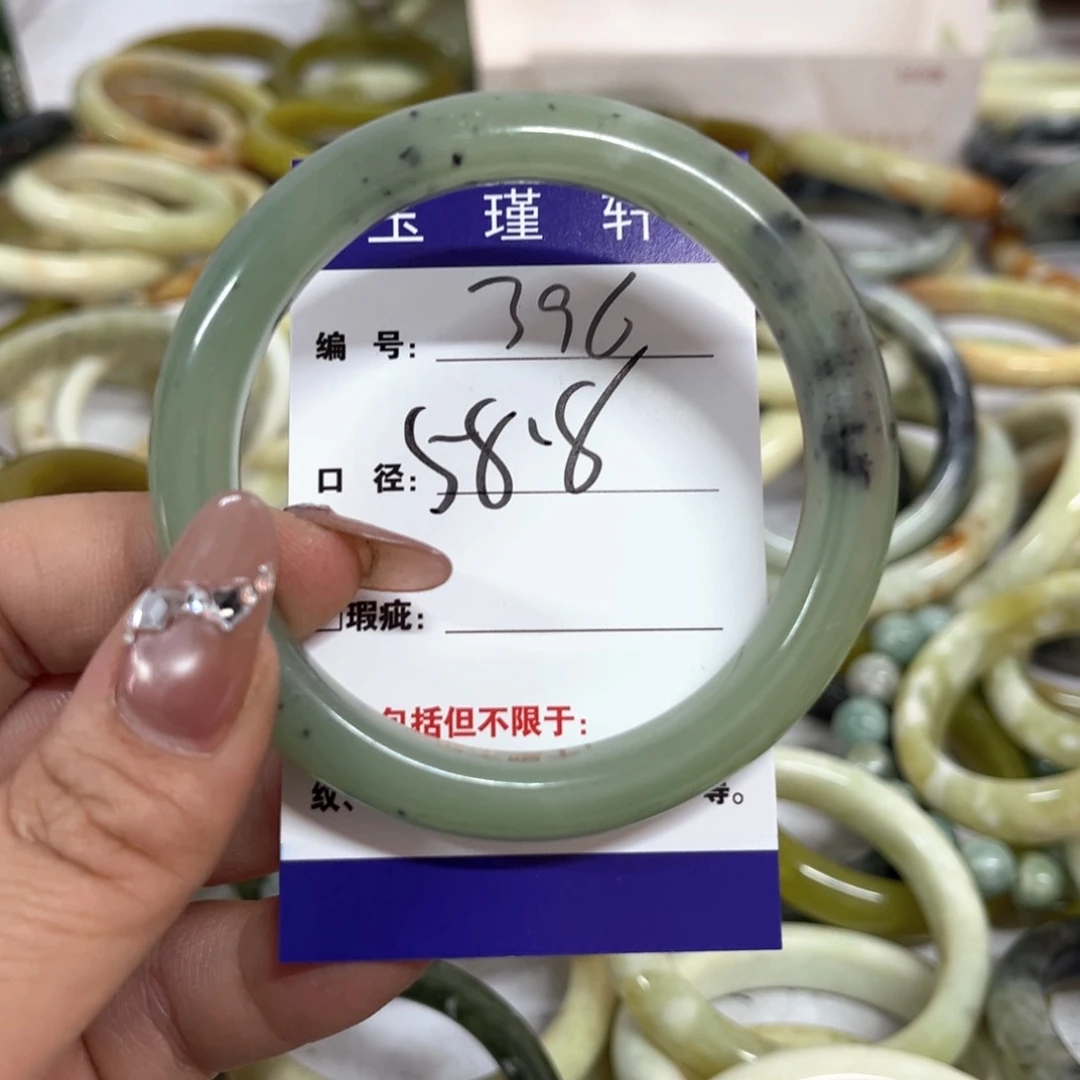 玉 瑾 轩
编 号: 396
口 径: 58.8
□瑕疵:
包括但不限于:
纹、 等。